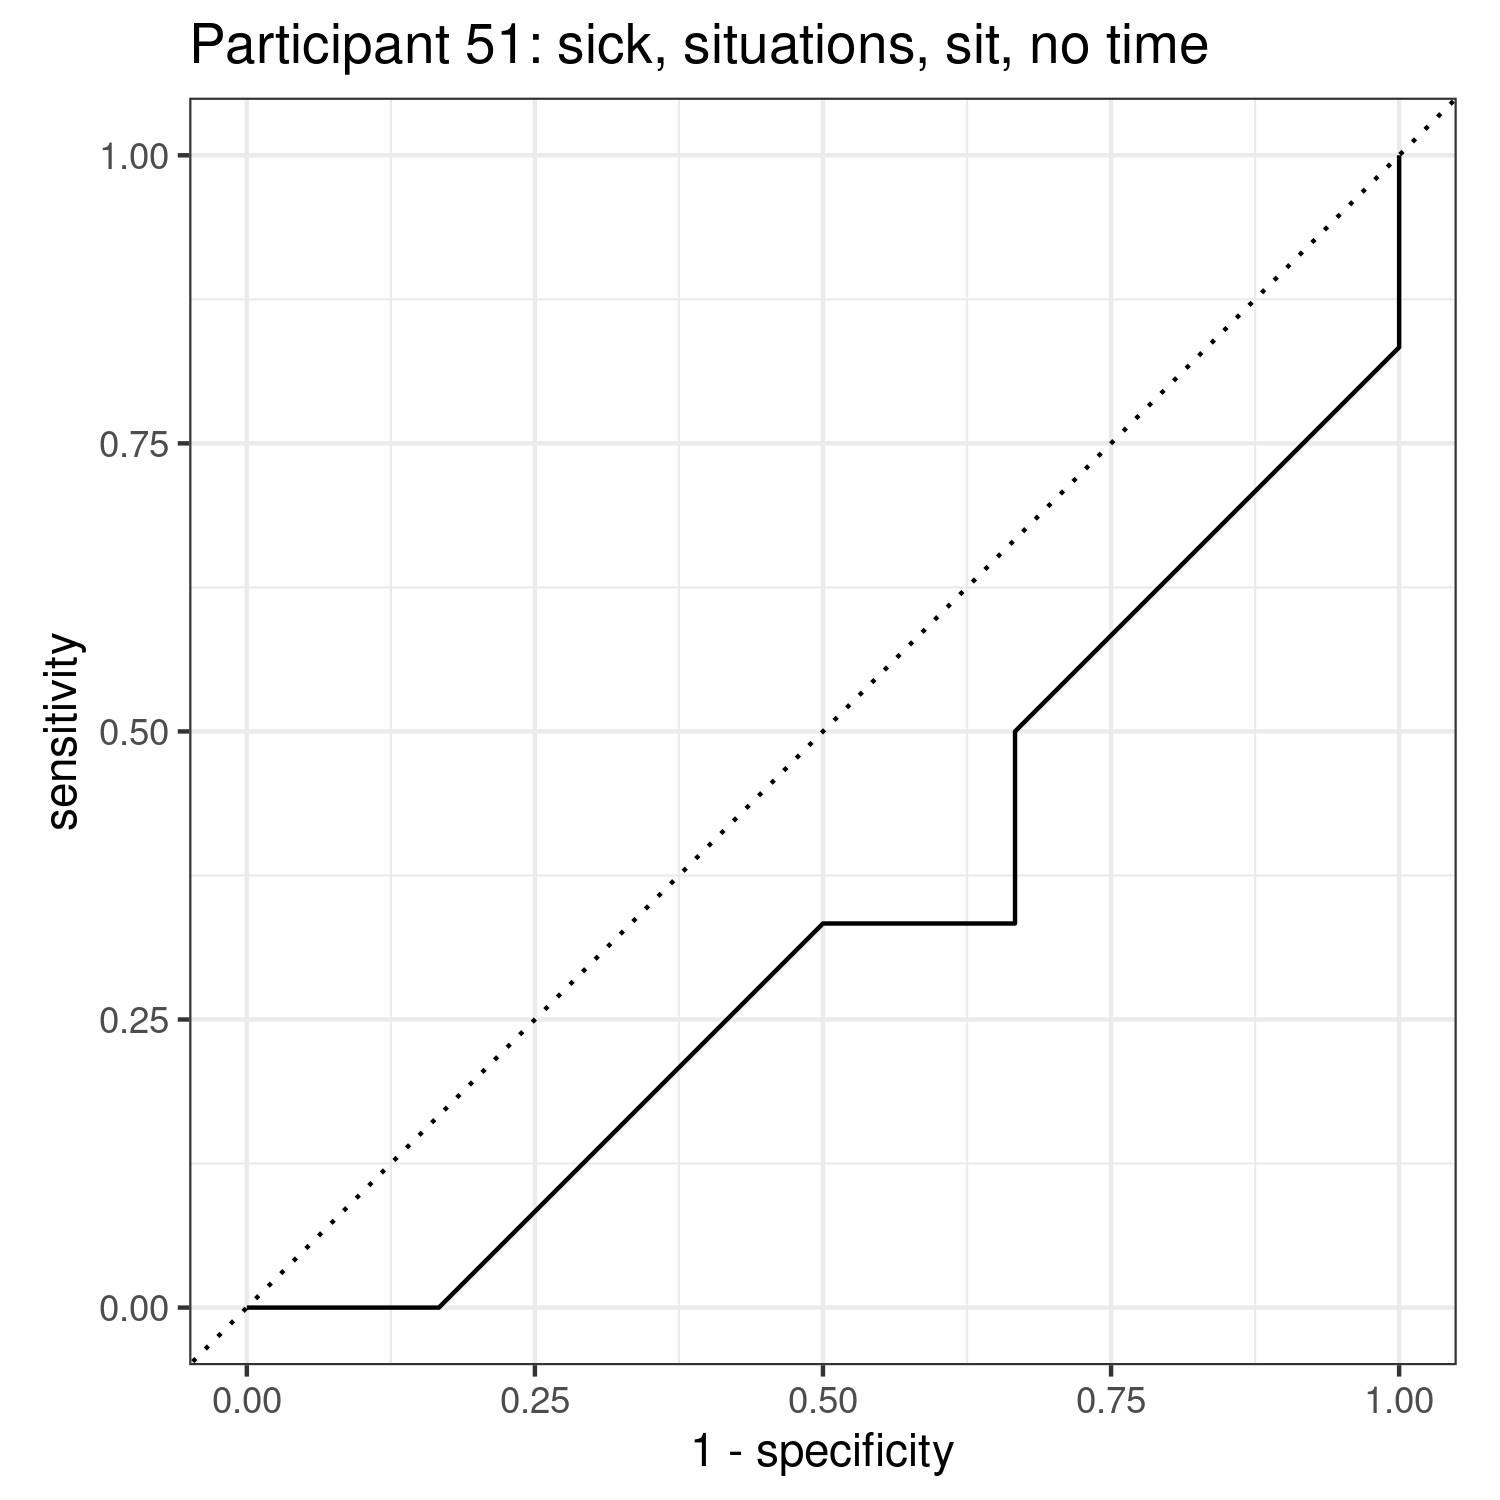 Participant 51: sick, situations, sit, no time
1.00
0.75
0.50
0.25
0.00
sensitivity
0.00 0.25 0.50 0.75 1.00
1 - specificity